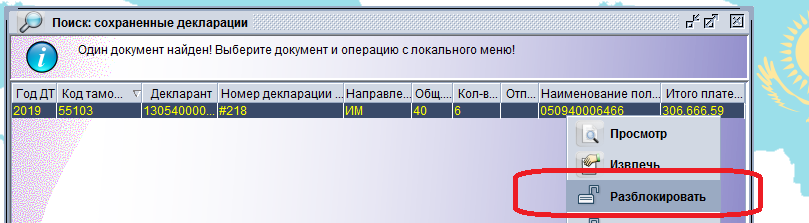 Поиск: сохраненные декларации
Один документ найден! Выберите документ и операцию с локального меню!
Год ДТ Код тамо... Декларант Номер декларации ... Направле... Общ... Кол-в... Отп... Наименование пол... Итого плате...
2019 55103 130540000... #218 ИМ 40 6 050940006466 306.666,59
Просмотр
Извлечь
Разблокировать